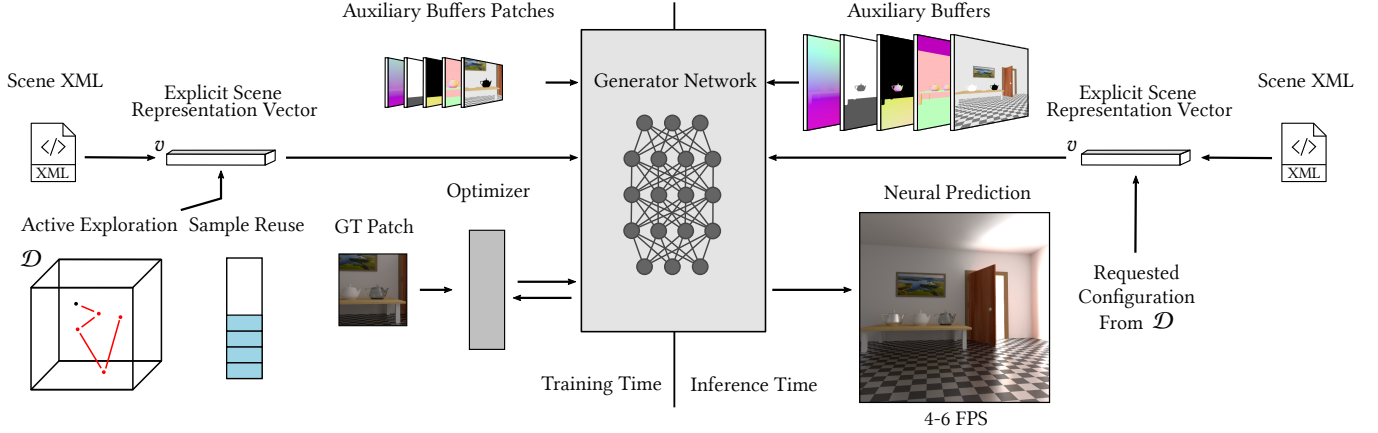 Auxiliary Buffers Patches
Auxiliary Buffers
Scene XML
Explicit Scene
Representation Vector
Generator Network
Explicit Scene
Representation Vector
Scene XML
</>
XML
v
v
</>
XML
Active Exploration
Sample Reuse
Optimizer
GT Patch
Neural Prediction
𝒟
Requested
Configuration
From 𝒟
Training Time
Inference Time
4-6 FPS